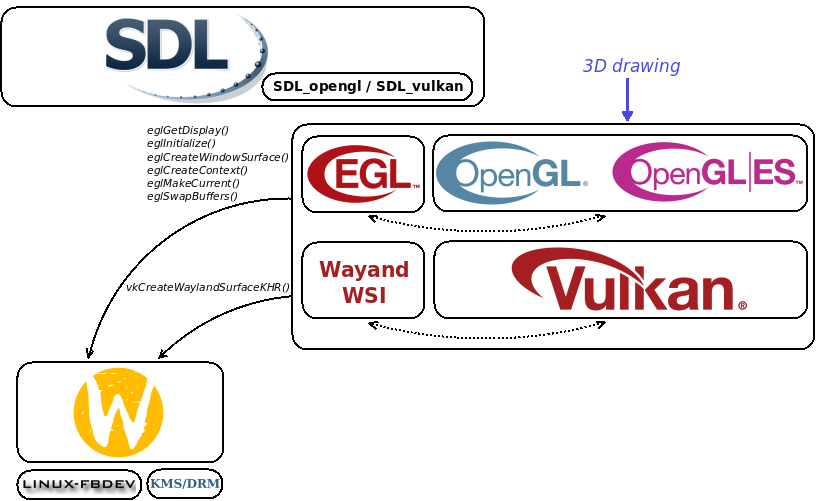 SDL
SDL_opengl / SDL_vulkan
3D drawing
eglGetDisplay()
eglInitialize()
eglCreateWindowSurface()
eglCreateContext()
eglMakeCurrent()
eglSwapBuffers()
EGL™
OpenGL®
OpenGL|ES™
vkCreateWaylandSurfaceKHR()
Wayand
WSI
Vulkan®
W
LINUX-FBDEV
KMS/DRM